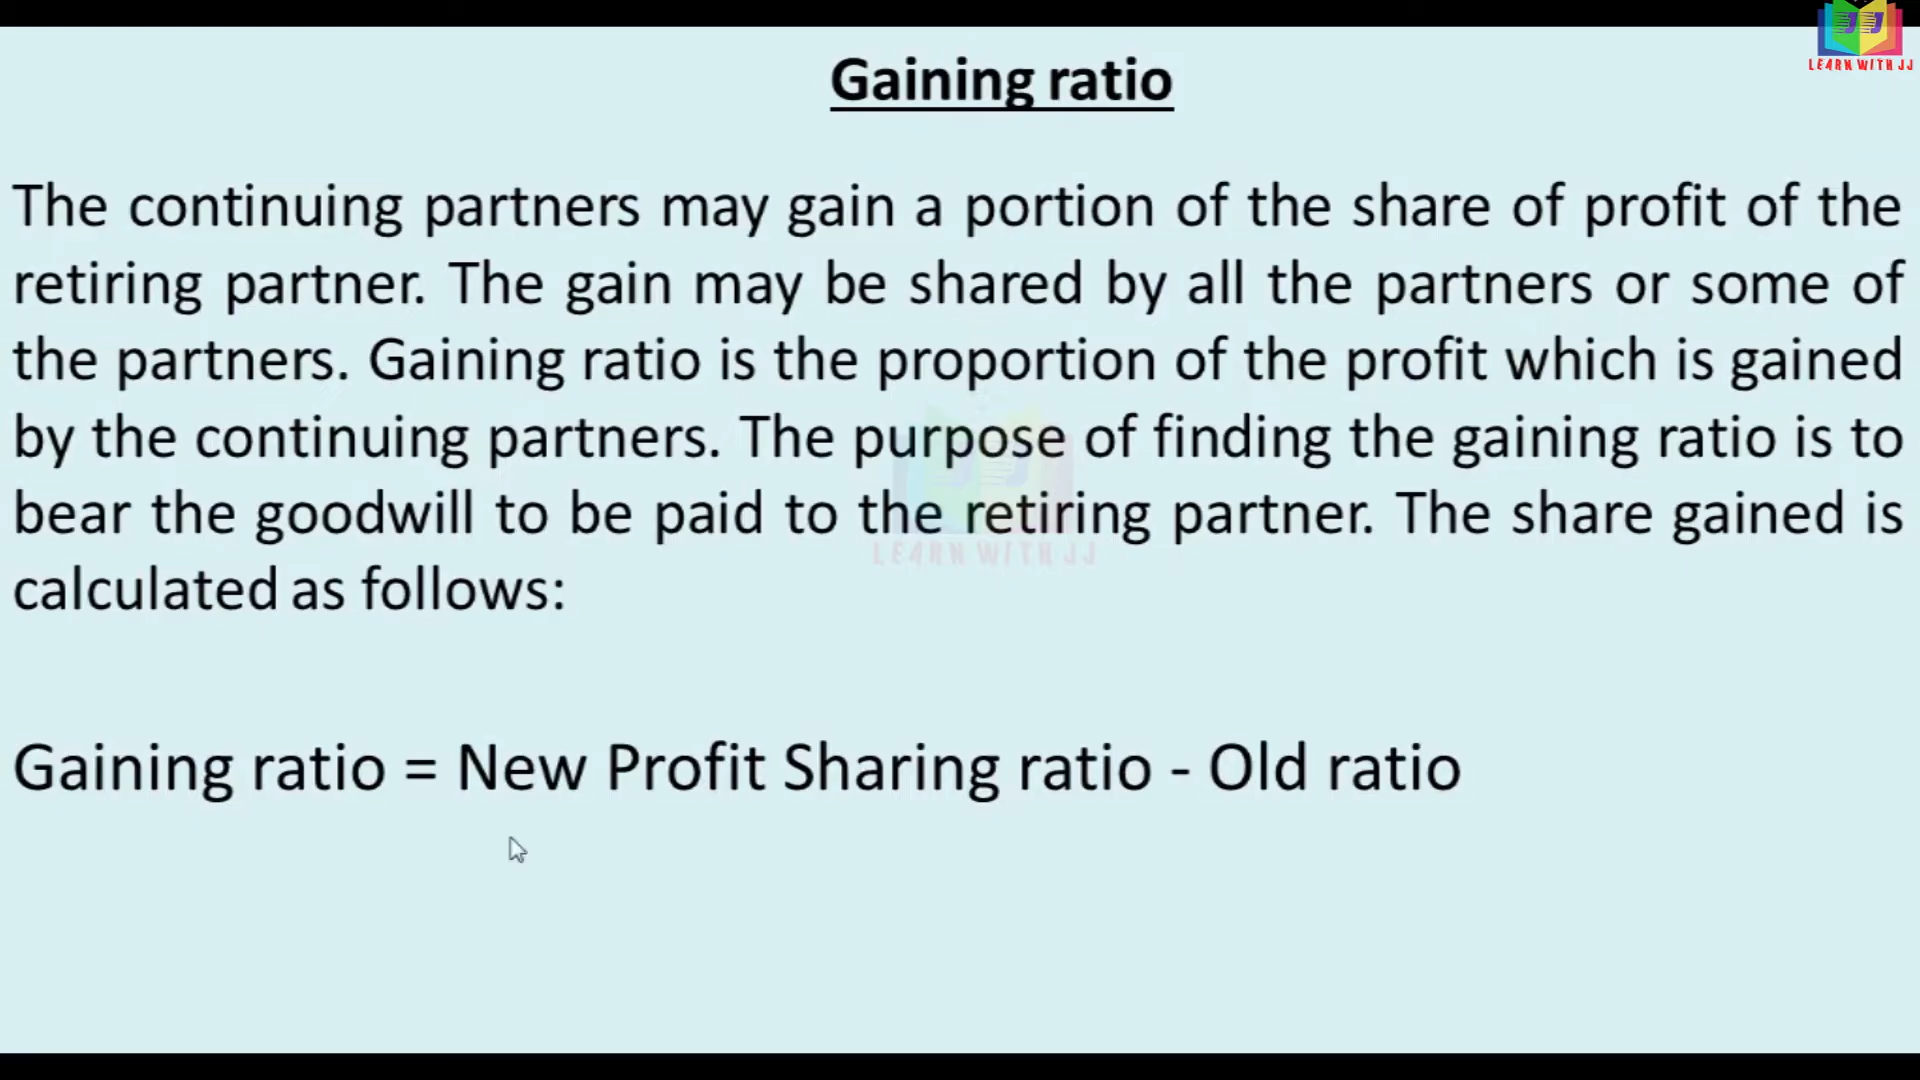 LEARN WITH JJ
Gaining ratio
The continuing partners may gain a portion of the share of profit of the
retiring partner. The gain may be shared by all the partners or some of
the partners. Gaining ratio is the proportion of the profit which is gained
by the continuing partners. The purpose of finding the gaining ratio is to
bear the goodwill to be paid to the retiring partner. The share gained is
LEARN WITH JJ
calculated as follows:
Gaining ratio = New Profit Sharing ratio - Old ratio